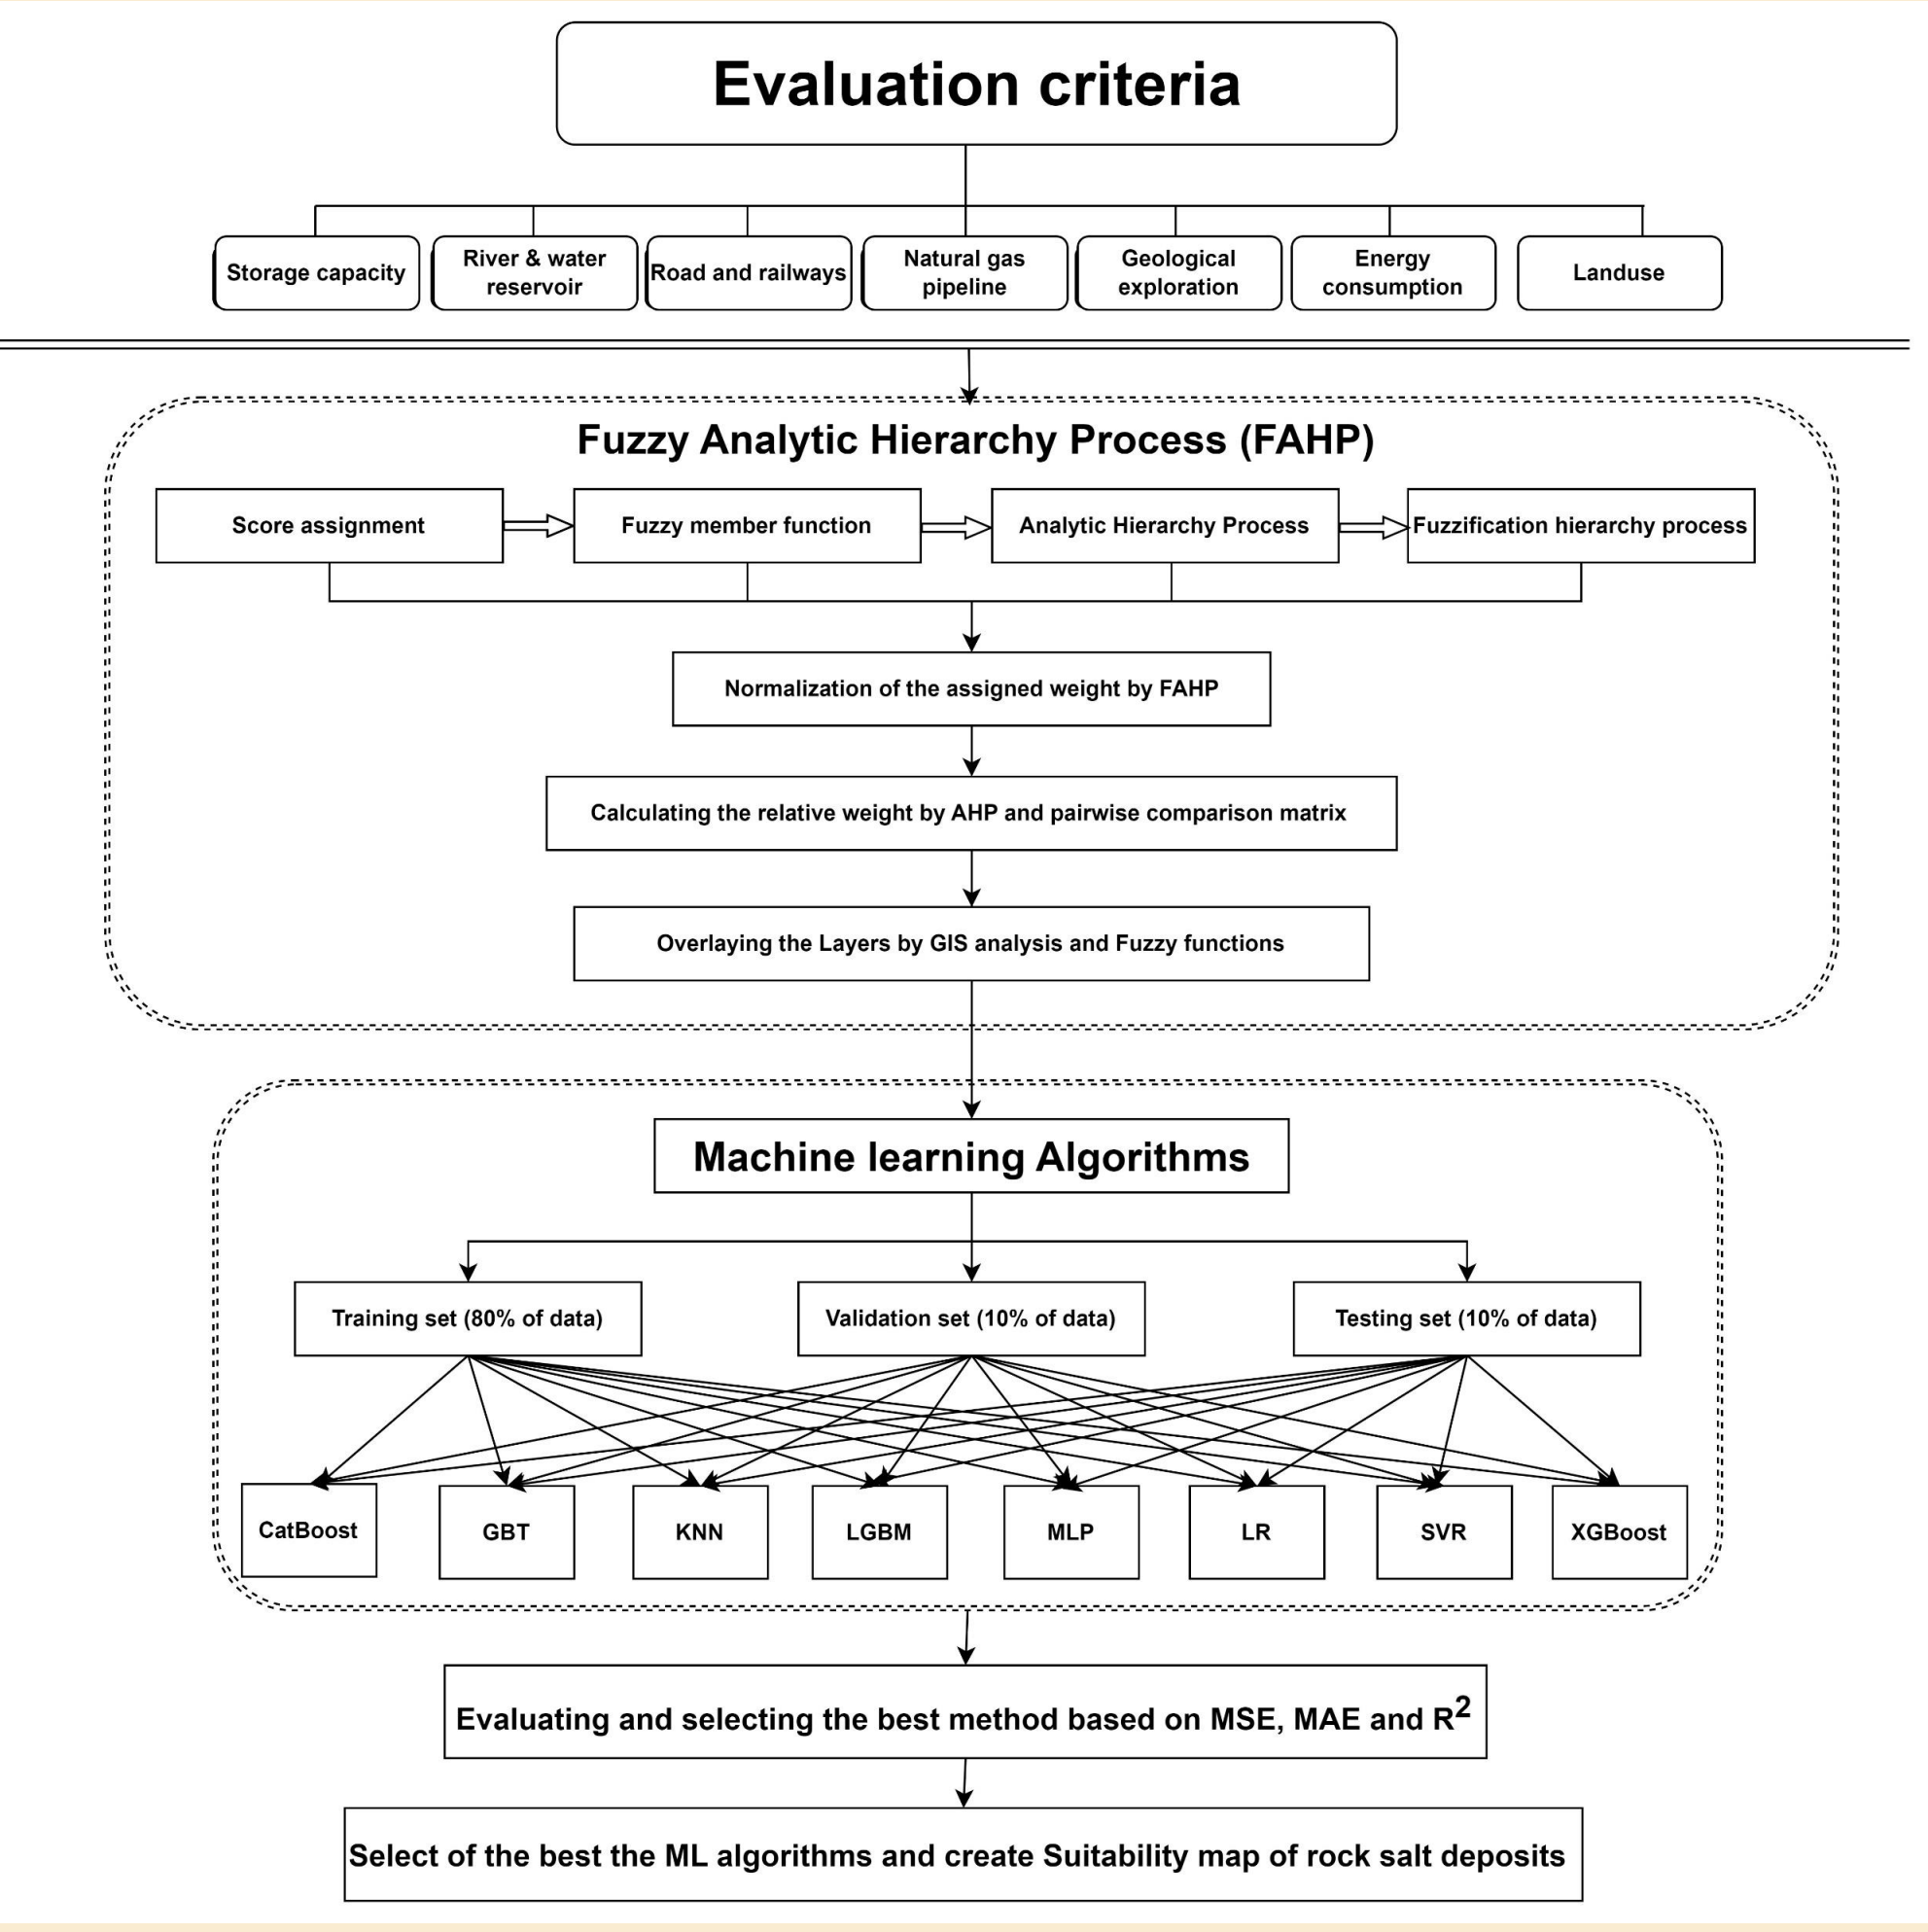 Evaluation criteria
Storage capacity
River & water
reservoir
Road and railways
Natural gas
pipeline
Geological
exploration
Energy
consumption
Landuse
Fuzzy Analytic Hierarchy Process (FAHP)
Score assignment
Fuzzy member function
Analytic Hierarchy Process
Fuzzification hierarchy process
Normalization of the assigned weight by FAHP
Calculating the relative weight by AHP and pairwise comparison matrix
Overlaying the Layers by GIS analysis and Fuzzy functions
Machine learning Algorithms
Training set (80% of data)
Validation set (10% of data)
Testing set (10% of data)
CatBoost
GBT
KNN
LGBM
MLP
LR
SVR
XGBoost
Evaluating and selecting the best method based on MSE, MAE and R²
Select of the best the ML algorithms and create Suitability map of rock salt deposits